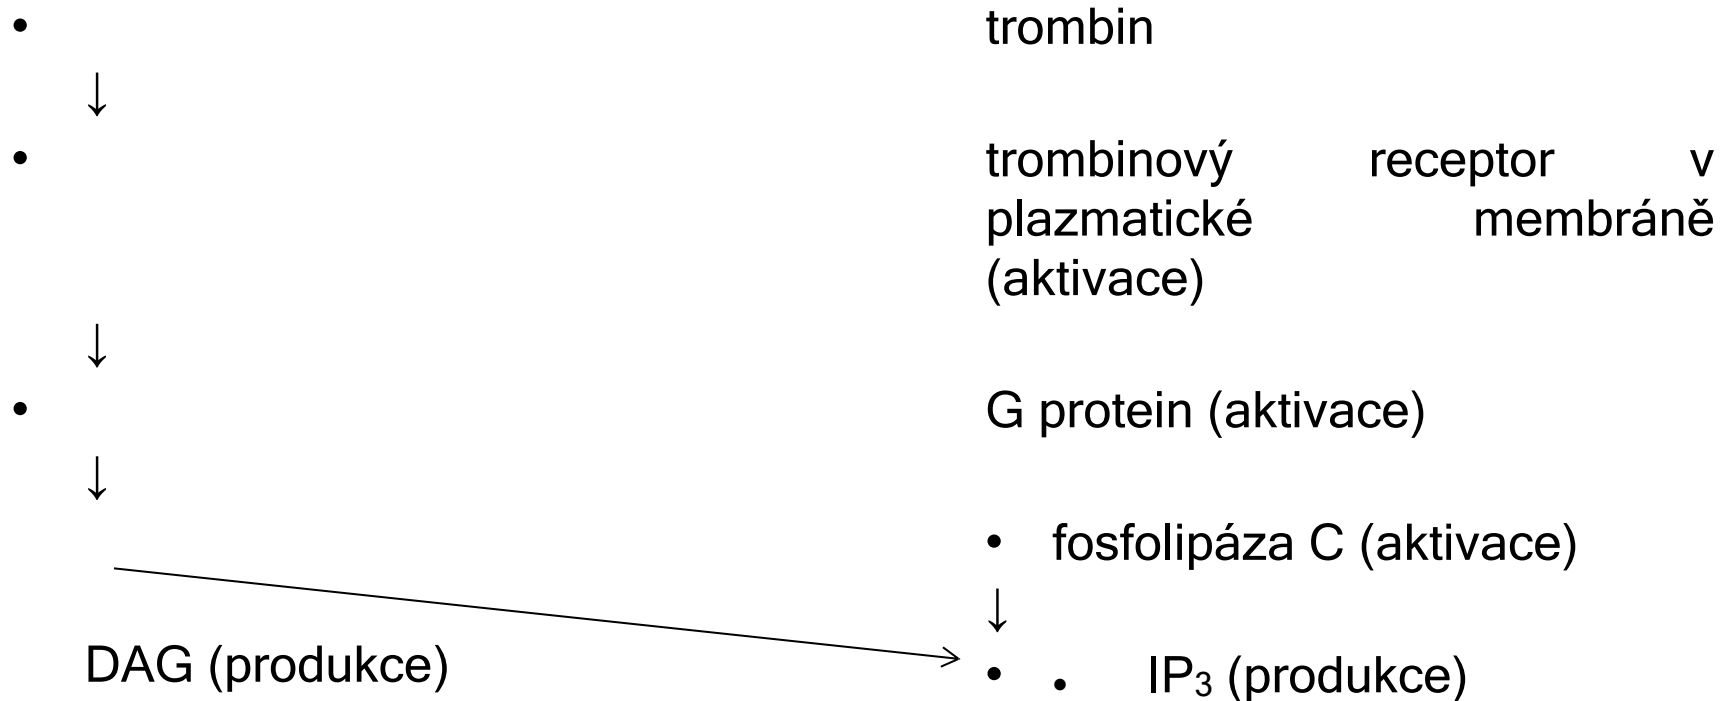 • trombin
↓
• trombinový receptor v
plazmatické membráně
(aktivace)
↓
• G protein (aktivace)
↓
• fosfolipáza C (aktivace)
↓
DAG (produkce) • • IP₃ (produkce)